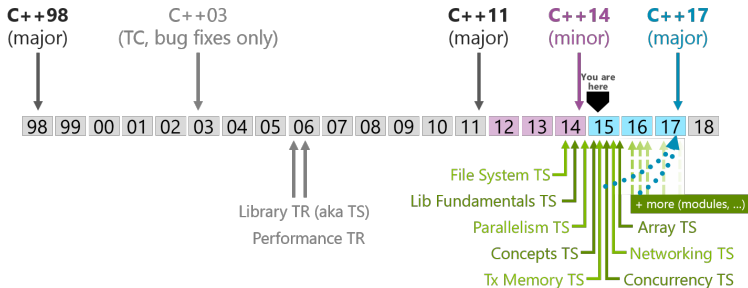 C++98
(major)
C++03
(TC, bug fixes only)
C++11
(major)
C++14
(minor)
C++17
(major)
You are
here
98 99 00 01 02 03 04 05 06 07 08 09 10 11 12 13 14 15 16 17 18
File System TS
Lib Fundamentals TS
+ more (modules, ...)
Library TR (aka TS)
Parallelism TS
Array TS
Performance TR
Concepts TS
Networking TS
Tx Memory TS
Concurrency TS